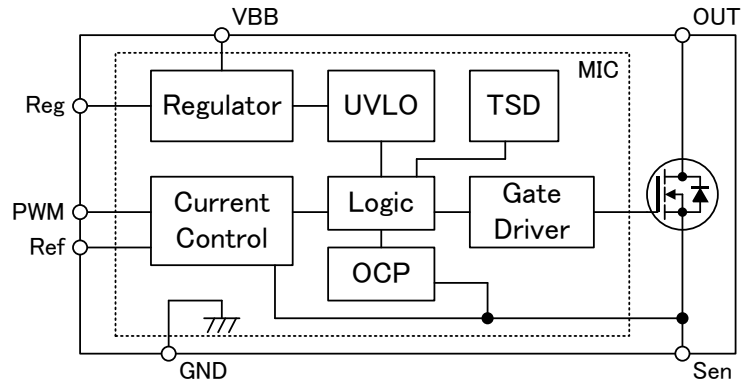 VBB
OUT
MIC
Reg
Regulator
UVLO
TSD
PWM
Ref
Current
Control
Logic
Gate
Driver
OCP
GND
Sen